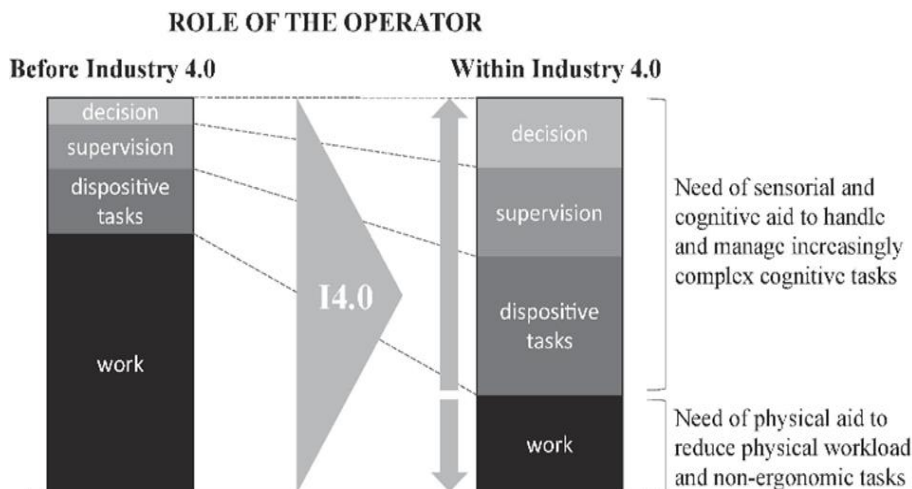 ROLE OF THE OPERATOR
Before Industry 4.0
Within Industry 4.0
decision
supervision
dispositive
tasks
work
I4.0
decision
supervision
dispositive
tasks
work
Need of sensorial and
cognitive aid to handle
and manage increasingly
complex cognitive tasks
Need of physical aid to
reduce physical workload
and non-ergonomic tasks